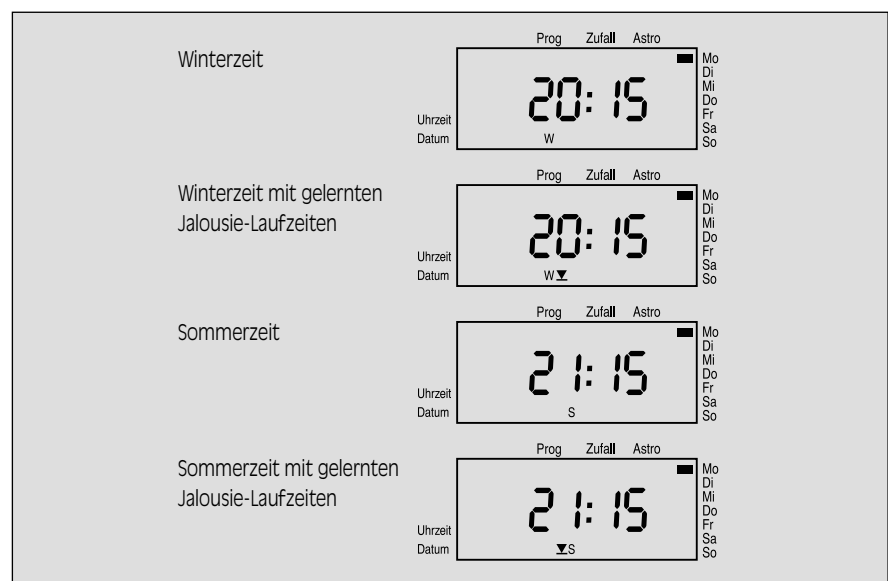 Winterzeit
Prog Zufall Astro
20:15
Mo
Di
Mi
Do
Fr
Sa
So
Uhrzeit
Datum
W
Winterzeit mit gelernten
Jalousie-Laufzeiten
Prog Zufall Astro
20:15
Mo
Di
Mi
Do
Fr
Sa
So
Uhrzeit
Datum
W
Sommerzeit
Prog Zufall Astro
21:15
Mo
Di
Mi
Do
Fr
Sa
So
Uhrzeit
Datum
S
Sommerzeit mit gelernten
Jalousie-Laufzeiten
Prog Zufall Astro
21:15
Mo
Di
Mi
Do
Fr
Sa
So
Uhrzeit
Datum
S